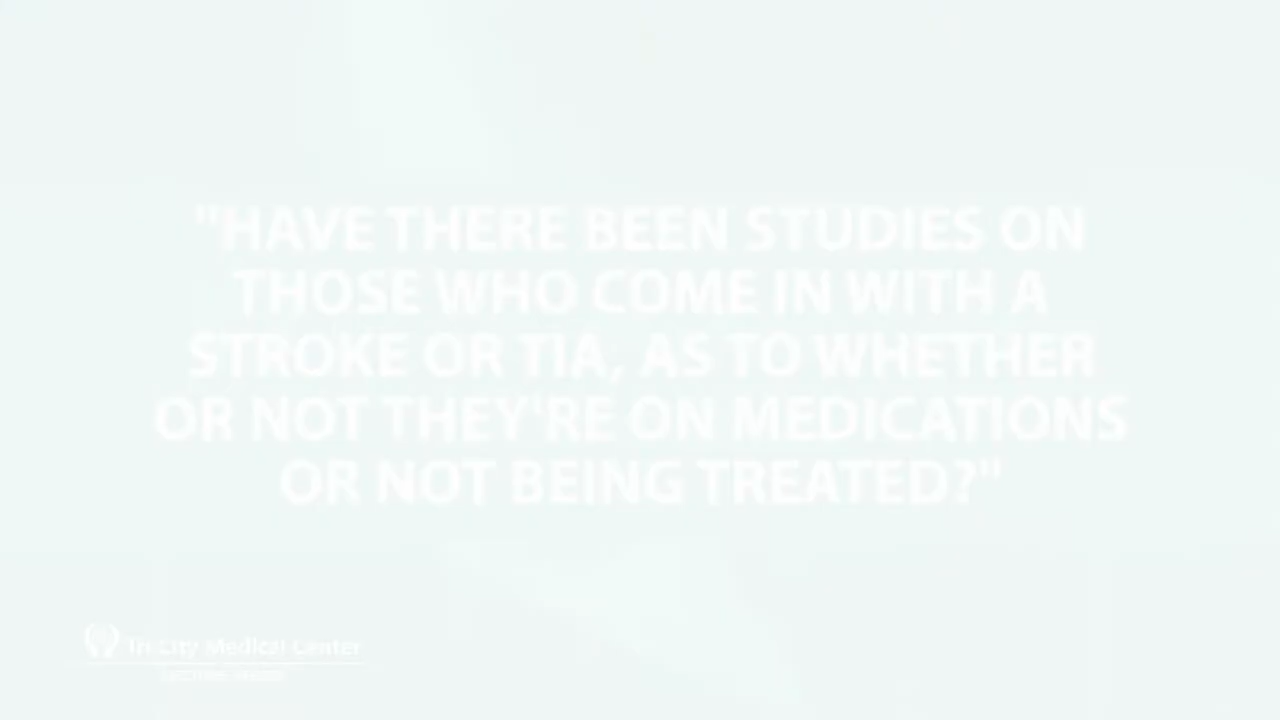 "HAVE THERE BEEN STUDIES ON
THOSE WHO COME IN WITH A
STROKE OR TIA, AS TO WHETHER
OR NOT THEY'RE ON MEDICATIONS
OR NOT BEING TREATED?"
Tri-City Medical Center